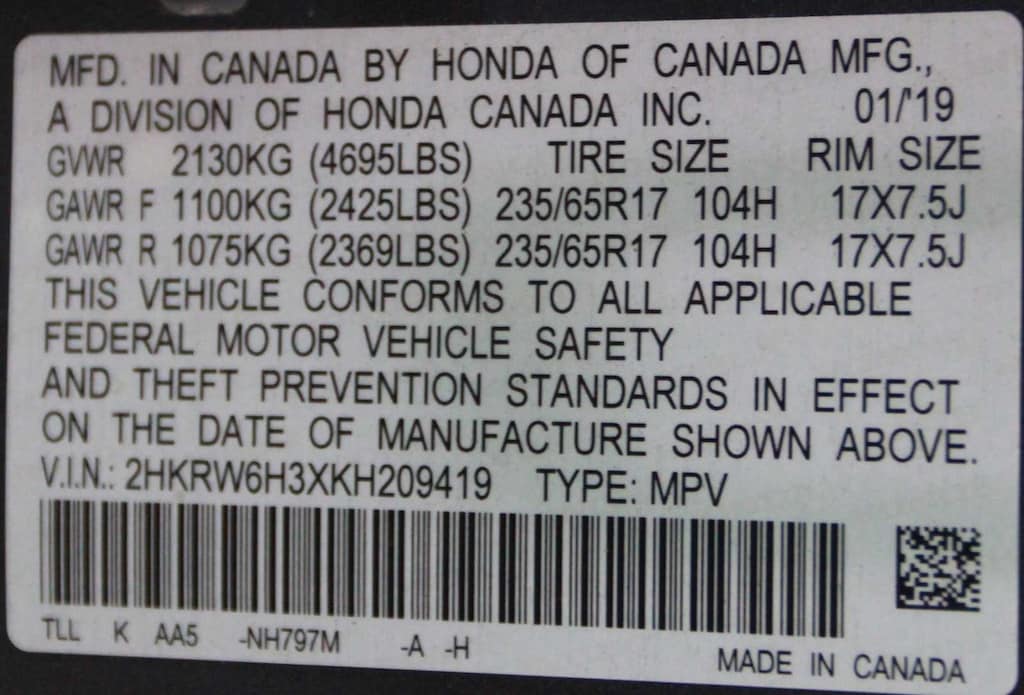 MFD. IN CANADA BY HONDA OF CANADA MFG.,
A DIVISION OF HONDA CANADA INC. 01/'19
GVWR 2130KG (4695LBS) TIRE SIZE RIM SIZE
GAWR F 1100KG (2425LBS) 235/65R17 104H 17X7.5J
GAWR R 1075KG (2369LBS) 235/65R17 104H 17X7.5J
THIS VEHICLE CONFORMS TO ALL APPLICABLE
FEDERAL MOTOR VEHICLE SAFETY
AND THEFT PREVENTION STANDARDS IN EFFECT
ON THE DATE OF MANUFACTURE SHOWN ABOVE.
V.I.N.: 2HKRW6H3XKH209419 TYPE: MPV
TLL K AA5 -NH797M -A -H
MADE IN CANADA